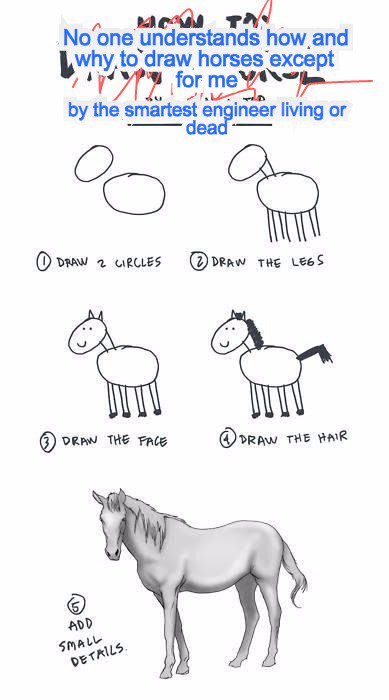 No one understands how and
why to draw horses except
for me
by the smartest engineer living or
dead
① DRAW 2 CIRCLES
② DRAW THE LEGS
③ DRAW THE FACE
④ DRAW THE HAIR
⑤
ADD
SMALL
DETAILS.